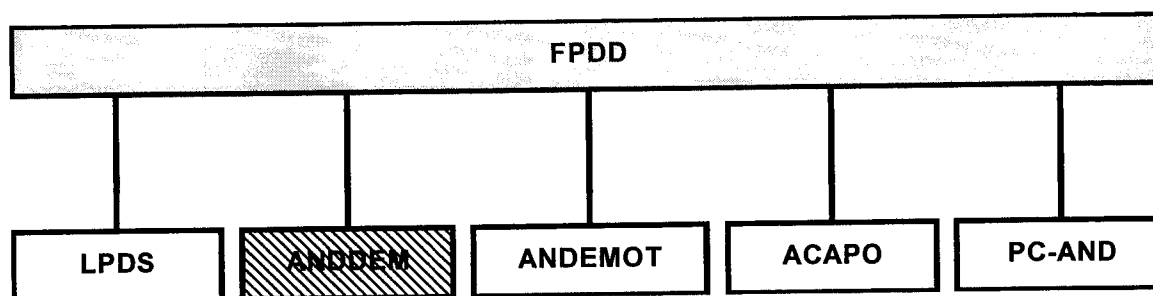 FPDD
LPDS
ANDDEM
ANDEMOT
ACAPO
PC-AND